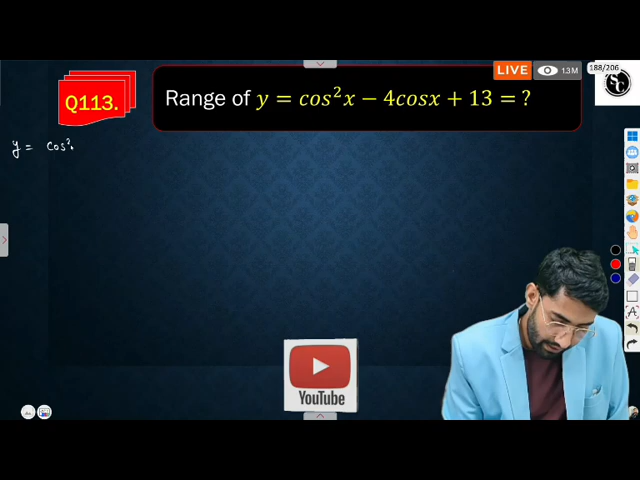 LIVE 1.3M 188/206
Q113. Range of y = cos²x − 4cosx + 13 = ?
y = cos²
YouTube